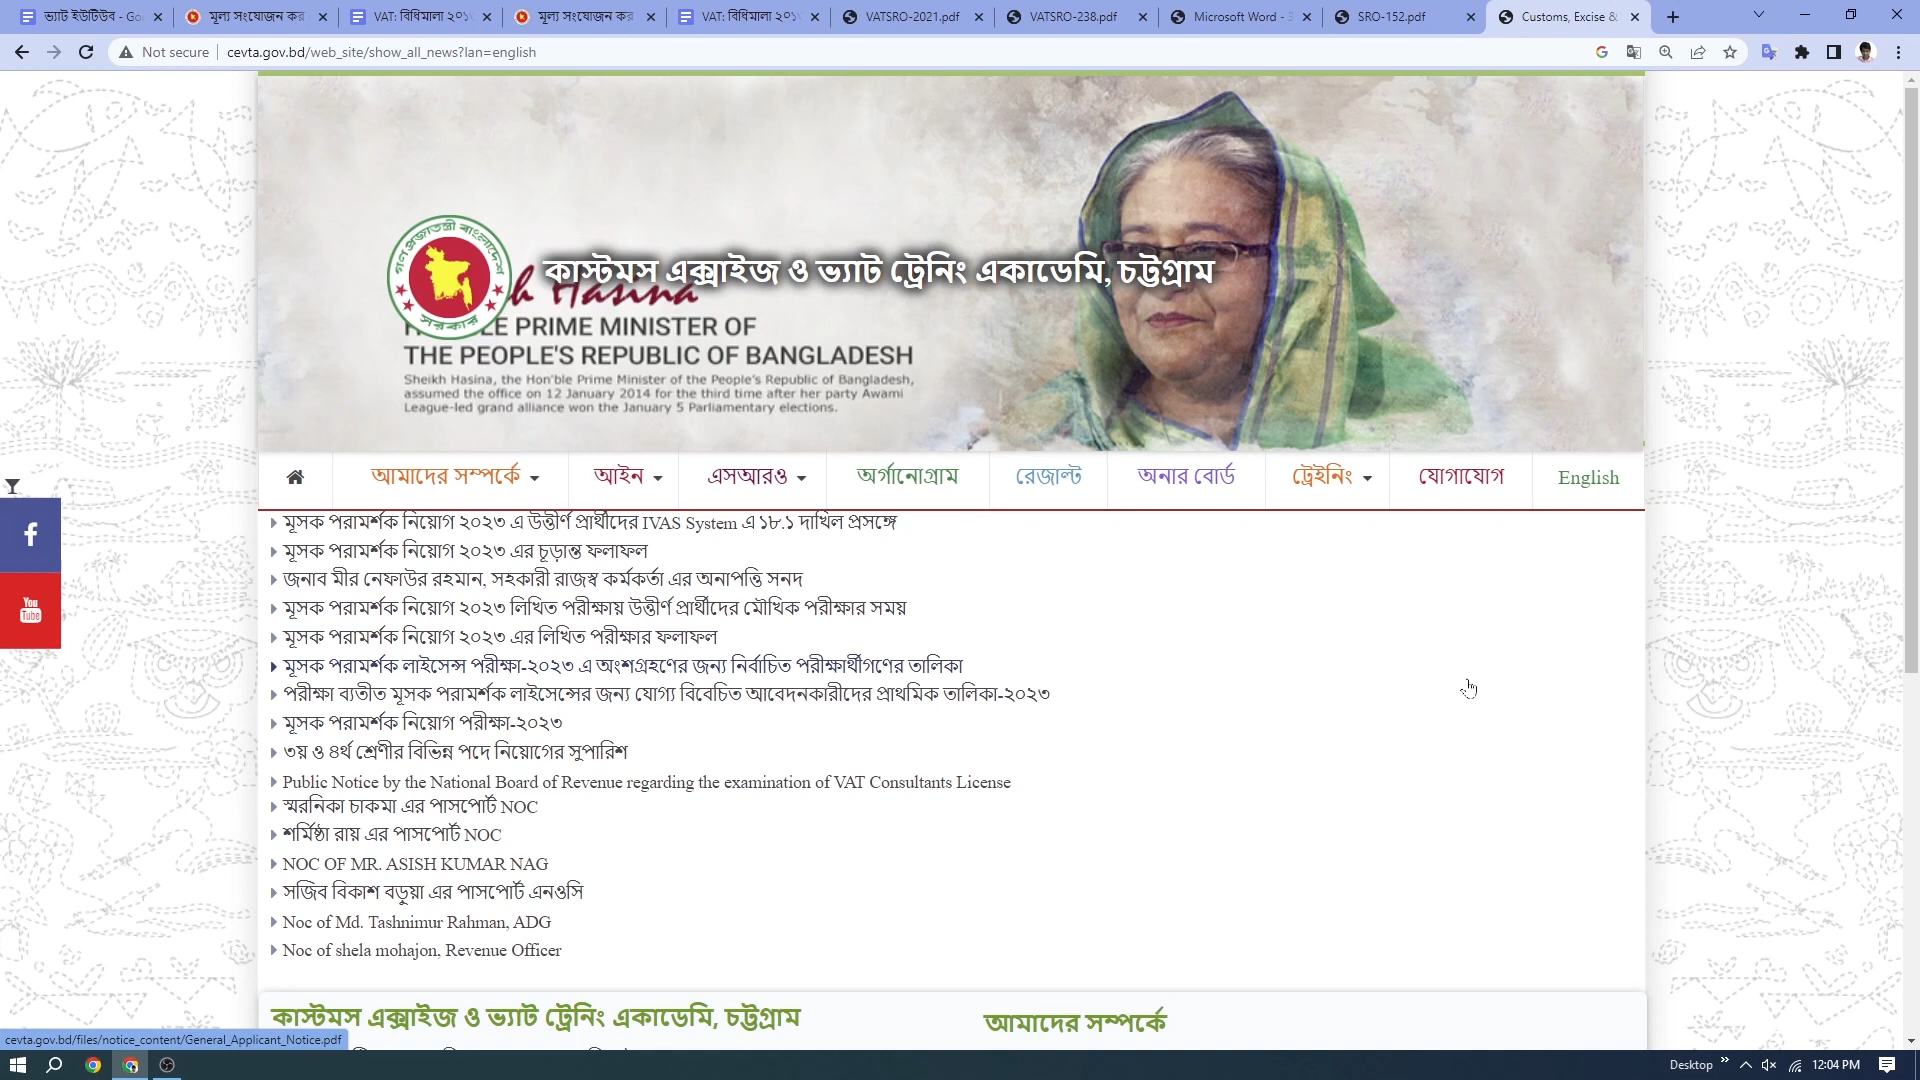 ভ্যাট ইউটিউব - Go
মূল্য সংযোজন কর
VAT: বিধিমালা ২০১
মূল্য সংযোজন কর
VAT: বিধিমালা ২০১
VATSRO-2021.pdf
VATSRO-238.pdf
Microsoft Word - 3
SRO-152.pdf
Customs, Excise &
Not secure
cevta.gov.bd/web_site/show_all_news?lan=english
গণপ্রজাতন্ত্রী বাংলাদেশ
সরকার
কাস্টমস এক্সাইজ ও ভ্যাট ট্রেনিং একাডেমি, চট্টগ্রাম
h Hasina
PRIME MINISTER OF
THE PEOPLE'S REPUBLIC OF BANGLADESH
Sheikh Hasina, the Hon'ble Prime Minister of the People's Republic of Bangladesh,
assumed the office on 12 January 2014 for the third time after her party Awami
League-led grand alliance won the January 5 Parliamentary elections.
আমাদের সম্পর্কে
আইন
এসআরও
অর্গানোগ্রাম
রেজাল্ট
অনার বোর্ড
ট্রেইনিং
যোগাযোগ
English
মূসক পরামর্শক নিয়োগ ২০২৩ এ উত্তীর্ণ প্রার্থীদের IVAS System এ ১৮.১ দাখিল প্রসঙ্গে
মূসক পরামর্শক নিয়োগ ২০২৩ এর চূড়ান্ত ফলাফল
জনাব মীর নেফাউর রহমান, সহকারী রাজস্ব কর্মকর্তা এর অনাপত্তি সনদ
মূসক পরামর্শক নিয়োগ ২০২৩ লিখিত পরীক্ষায় উত্তীর্ণ প্রার্থীদের মৌখিক পরীক্ষার সময়
মূসক পরামর্শক নিয়োগ ২০২৩ এর লিখিত পরীক্ষার ফলাফল
মূসক পরামর্শক লাইসেন্স পরীক্ষা-২০২৩ এ অংশগ্রহণের জন্য নির্বাচিত পরীক্ষার্থীগণের তালিকা
পরীক্ষা ব্যতীত মূসক পরামর্শক লাইসেন্সের জন্য যোগ্য বিবেচিত আবেদনকারীদের প্রাথমিক তালিকা-২০২৩
মূসক পরামর্শক নিয়োগ পরীক্ষা-২০২৩
৩য় ও ৪র্থ শ্রেণীর বিভিন্ন পদে নিয়োগের সুপারিশ
Public Notice by the National Board of Revenue regarding the examination of VAT Consultants License
স্মরনিকা চাকমা এর পাসপোর্ট NOC
শর্মিষ্ঠা রায় এর পাসপোর্ট NOC
NOC OF MR. ASISH KUMAR NAG
সজিব বিকাশ বড়ুয়া এর পাসপোর্ট এনওসি
Noc of Md. Tashnimur Rahman, ADG
Noc of shela mohajon, Revenue Officer
You
Tube
কাস্টমস এক্সাইজ ও ভ্যাট ট্রেনিং একাডেমি, চট্টগ্রাম
আমাদের সম্পর্কে
cevta.gov.bd/files/notice_content/General_Applicant_Notice.pdf
Desktop
12:04 PM